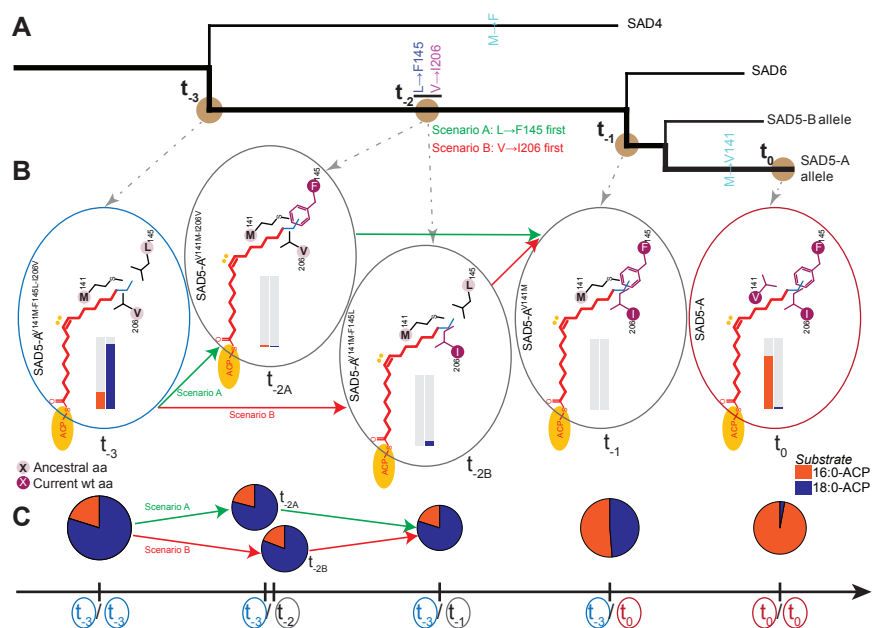 A
SAD4
M→F
SAD6
SAD5-B allele
SAD5-A
allele
M→V141
t-3
t-2
L→F145
V→I206
t-1
t0
Scenario A: L→F145 first
Scenario B: V→I206 first
B
SAD5-A V141M-F145L-I206V
M 141
L 145
V 206
ACP
O
S
t-3
SAD5-A V141M-I206V
M 141
F 145
V 206
ACP
O
S
t-2A
SAD5-A V141M-F145L
M 141
L 145
I 206
ACP
O
S
t-2B
SAD5-A V141M
M 141
F 145
I 206
ACP
O
S
t-1
SAD5-A
V 141
F 145
I 206
ACP
O
S
t0
Scenario A
Scenario B
X Ancestral aa
X Current wt aa
Substrate
16:0-ACP
18:0-ACP
C
Scenario A
Scenario B
t-2A
t-2B
t-3/t-3
t-3/t-2
t-3/t-1
t-3/t0
t0/t0